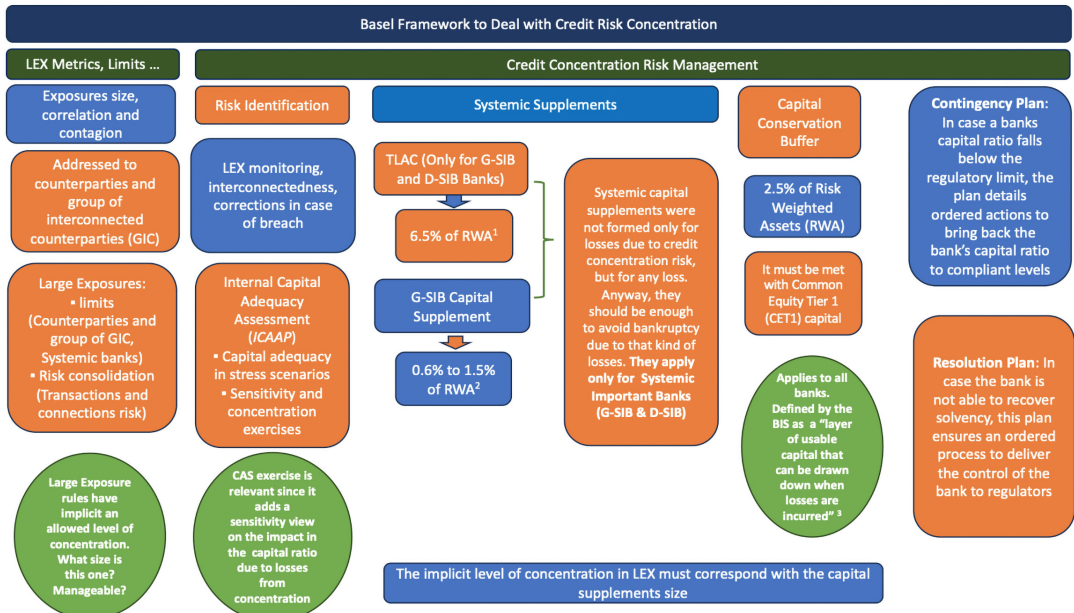 Basel Framework to Deal with Credit Risk Concentration
LEX Metrics, Limits ...
Credit Concentration Risk Management
Exposures size,
correlation and
contagion
Addressed to
counterparties and
group of
interconnected
counterparties (GIC)
Large Exposures:
▪ limits
(Counterparties and
group of GIC,
Systemic banks)
▪ Risk consolidation
(Transactions and
connections risk)
Large Exposure
rules have
implicit an
allowed level of
concentration.
What size is
this one?
Manageable?
Risk Identification
LEX monitoring,
interconnectedness,
corrections in case
of breach
Internal Capital
Adequacy
Assessment
(ICAAP)
▪ Capital adequacy
in stress scenarios
▪ Sensitivity and
concentration
exercises
CAS exercise is
relevant since it
adds a
sensitivity view
on the impact in
the capital ratio
due to losses
from
concentration
Systemic Supplements
TLAC (Only for G-SIB
and D-SIB Banks)
6.5% of RWA¹
G-SIB Capital
Supplement
0.6% to 1.5%
of RWA²
Systemic capital
supplements were
not formed only for
losses due to credit
concentration risk,
but for any loss.
Anyway, they
should be enough
to avoid bankruptcy
due to that kind of
losses. They apply
only for Systemic
Important Banks
(G-SIB & D-SIB)
Capital
Conservation
Buffer
2.5% of Risk
Weighted
Assets (RWA)
It must be met
with Common
Equity Tier 1
(CET1) capital
Applies to all
banks.
Defined by the
BIS as a “layer
of usable
capital that
can be drawn
down when
losses are
incurred” ³
Contingency Plan:
In case a banks
capital ratio falls
below the
regulatory limit, the
plan details
ordered actions to
bring back the
bank’s capital ratio
to compliant levels
Resolution Plan: In
case the bank is
not able to recover
solvency, this plan
ensures an ordered
process to deliver
the control of the
bank to regulators
The implicit level of concentration in LEX must correspond with the capital
supplements size